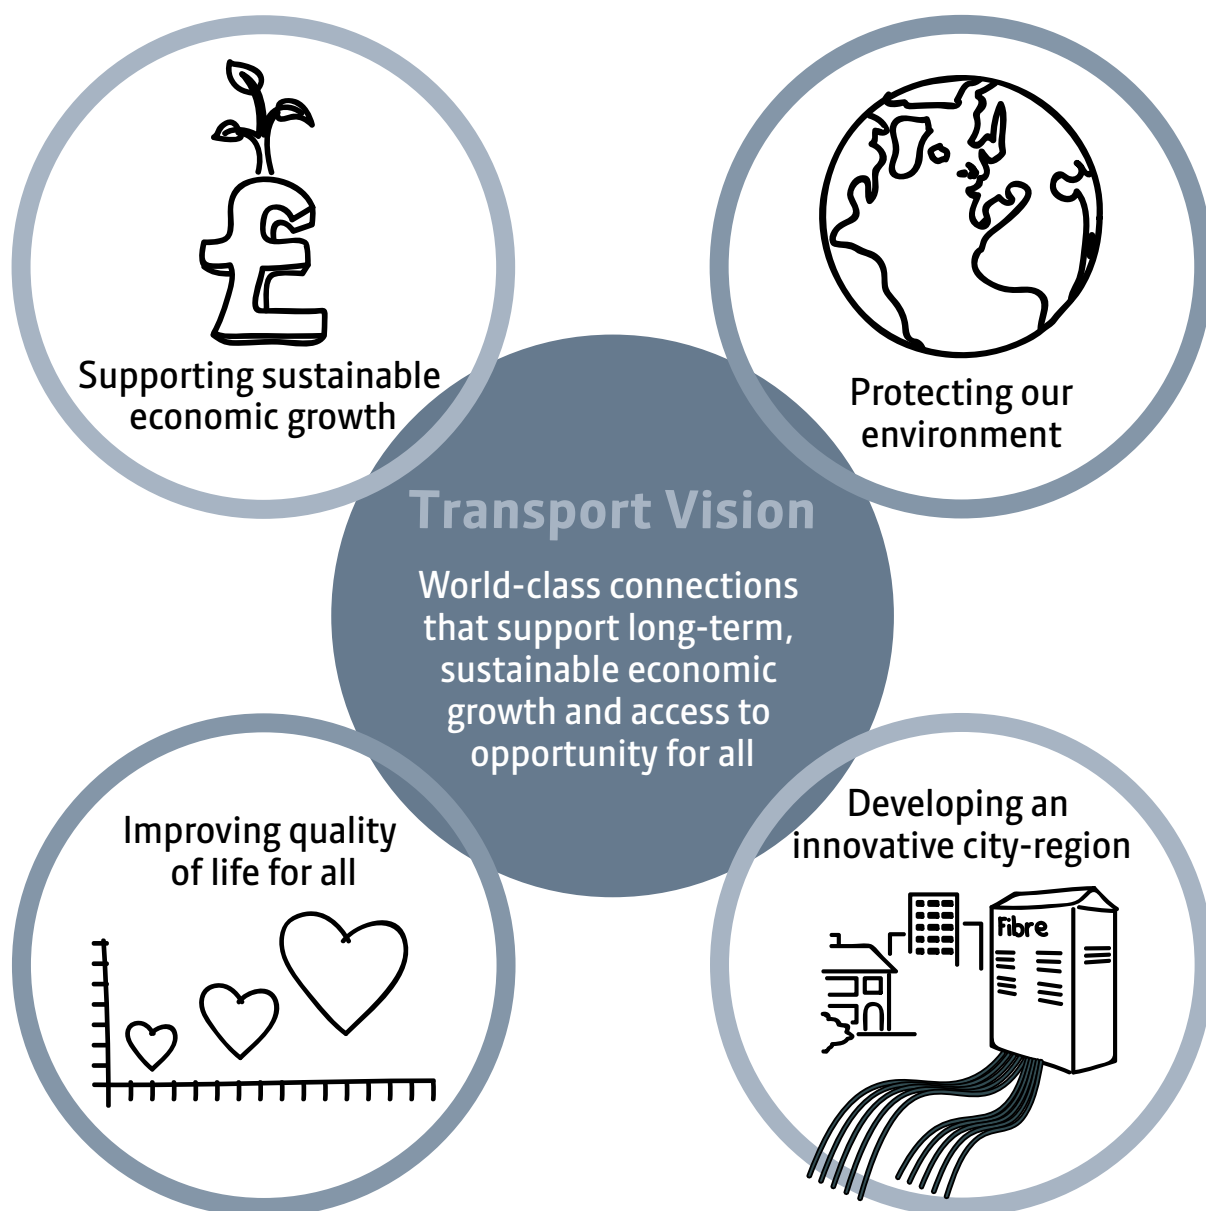 Supporting sustainable
economic growth
Protecting our
environment
Transport Vision
World-class connections
that support long-term,
sustainable economic
growth and access to
opportunity for all
Improving quality
of life for all
Developing an
innovative city-region
Fibre